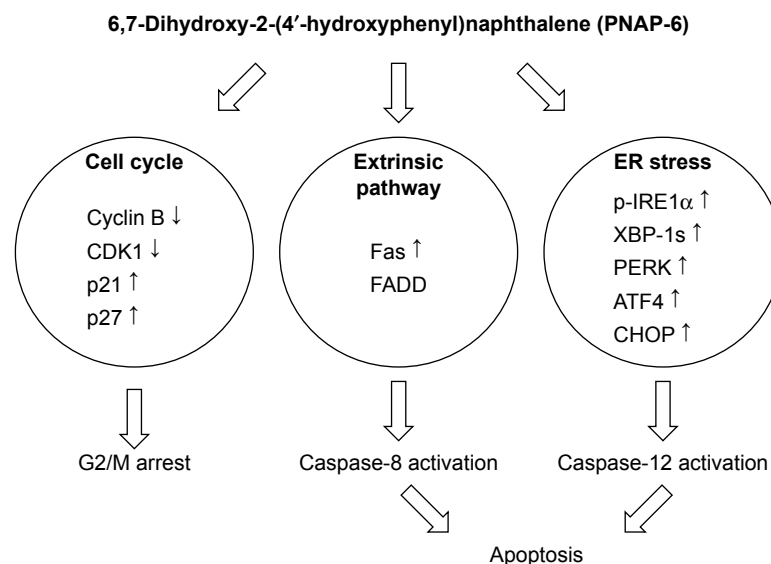 6,7-Dihydroxy-2-(4′-hydroxyphenyl)naphthalene (PNAP-6)
Cell cycle
Cyclin B ↓
CDK1 ↓
p21 ↑
p27 ↑
Extrinsic
pathway
Fas ↑
FADD
ER stress
p-IRE1α ↑
XBP-1s ↑
PERK ↑
ATF4 ↑
CHOP ↑
G2/M arrest
Caspase-8 activation
Caspase-12 activation
Apoptosis